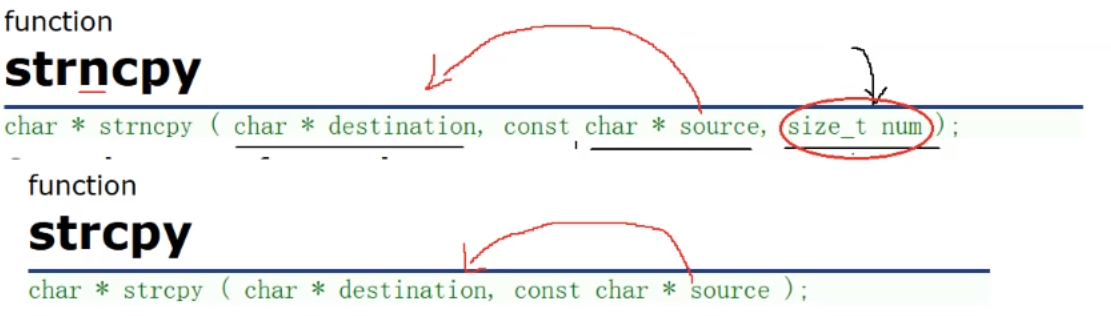 function
strncpy
char * strncpy ( char * destination, const char * source, size_t num );
function
strcpy
char * strcpy ( char * destination, const char * source );